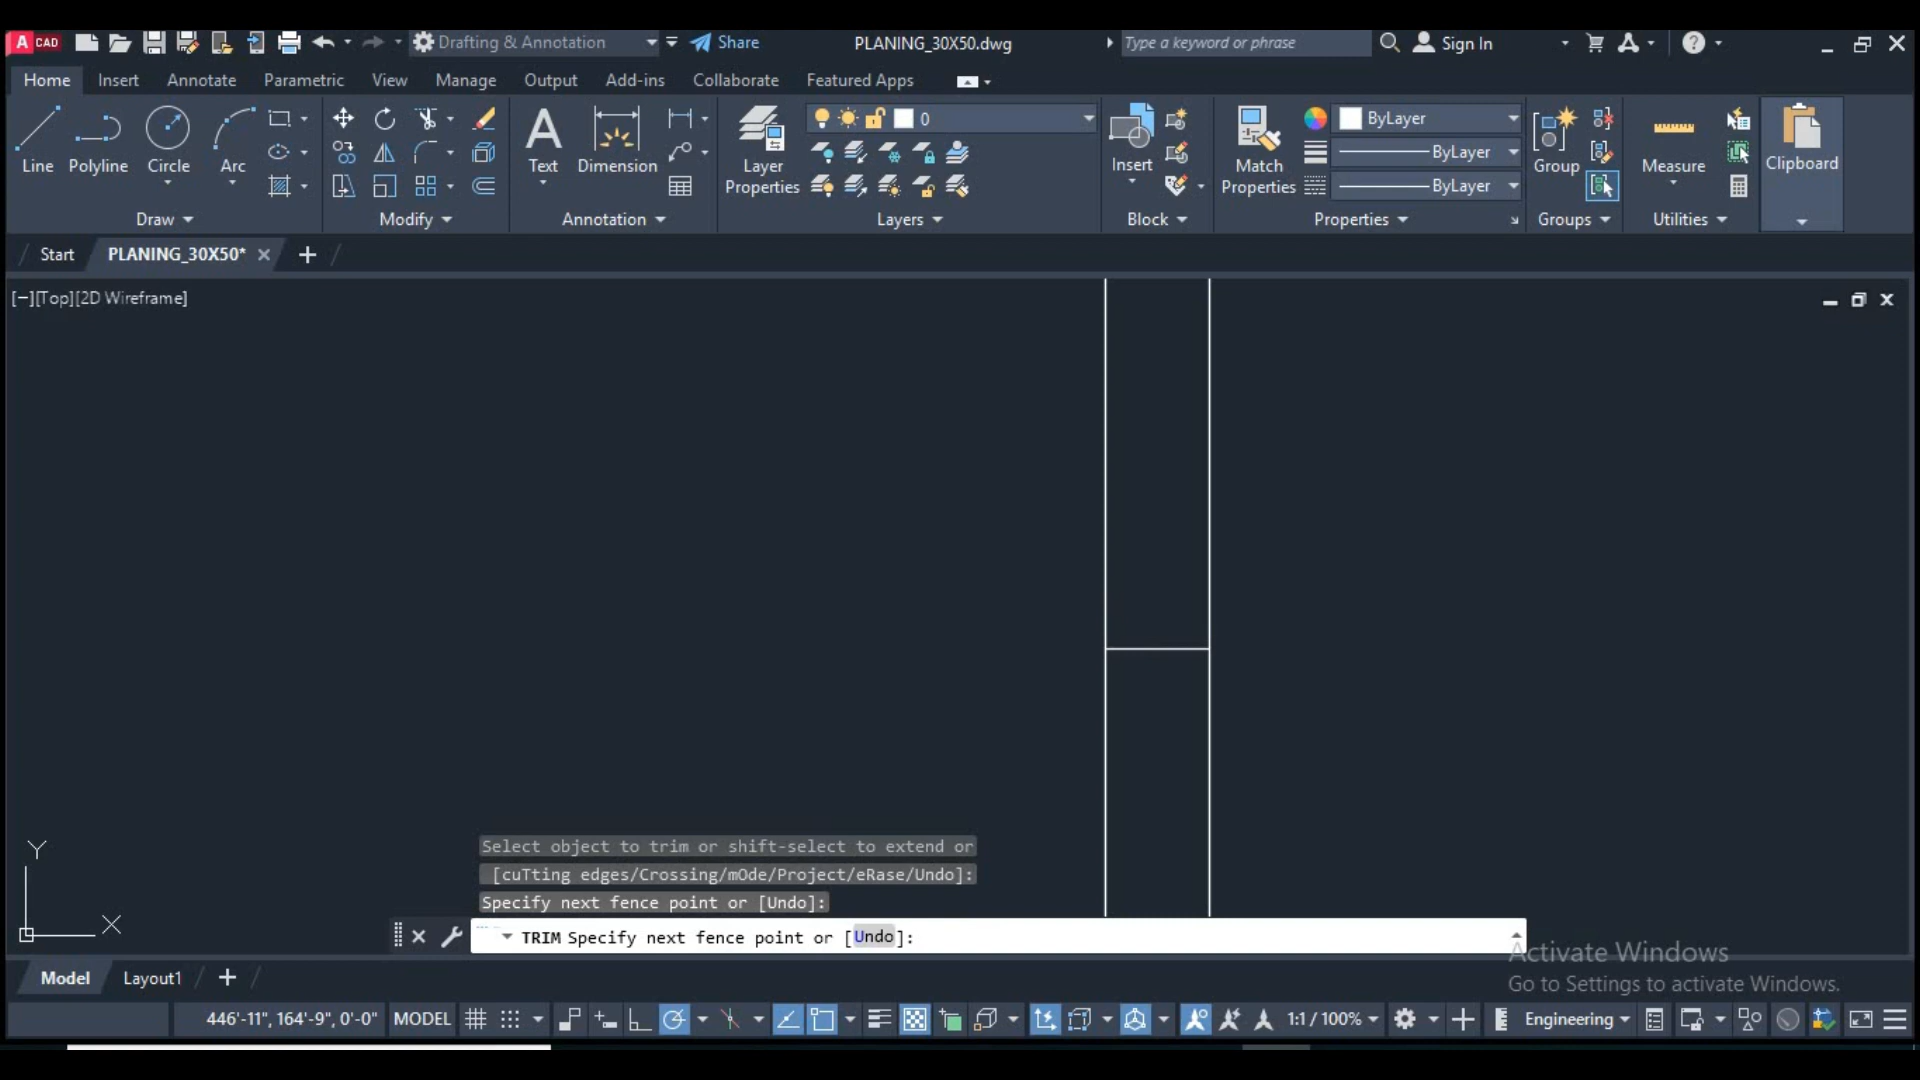 A CAD Drafting & Annotation Share PLANING_30X50.dwg Type a keyword or phrase Sign In
Home Insert Annotate Parametric View Manage Output Add-ins Collaborate Featured Apps
Line Polyline Circle Arc
Text Dimension
Layer Properties
0
Insert
Match Properties
ByLayer
ByLayer
ByLayer
Group
Measure
Clipboard
Draw Modify Annotation Layers Block Properties Groups Utilities
Start PLANING_30X50*
[−][Top][2D Wireframe]
Y
X
Select object to trim or shift-select to extend or
[cuTting edges/Crossing/mOde/Project/eRase/Undo]:
Specify next fence point or [Undo]:
TRIM Specify next fence point or [Undo]:
Activate Windows
Go to Settings to activate Windows.
Model Layout1
446'-11", 164'-9", 0'-0" MODEL 1:1 / 100% Engineering